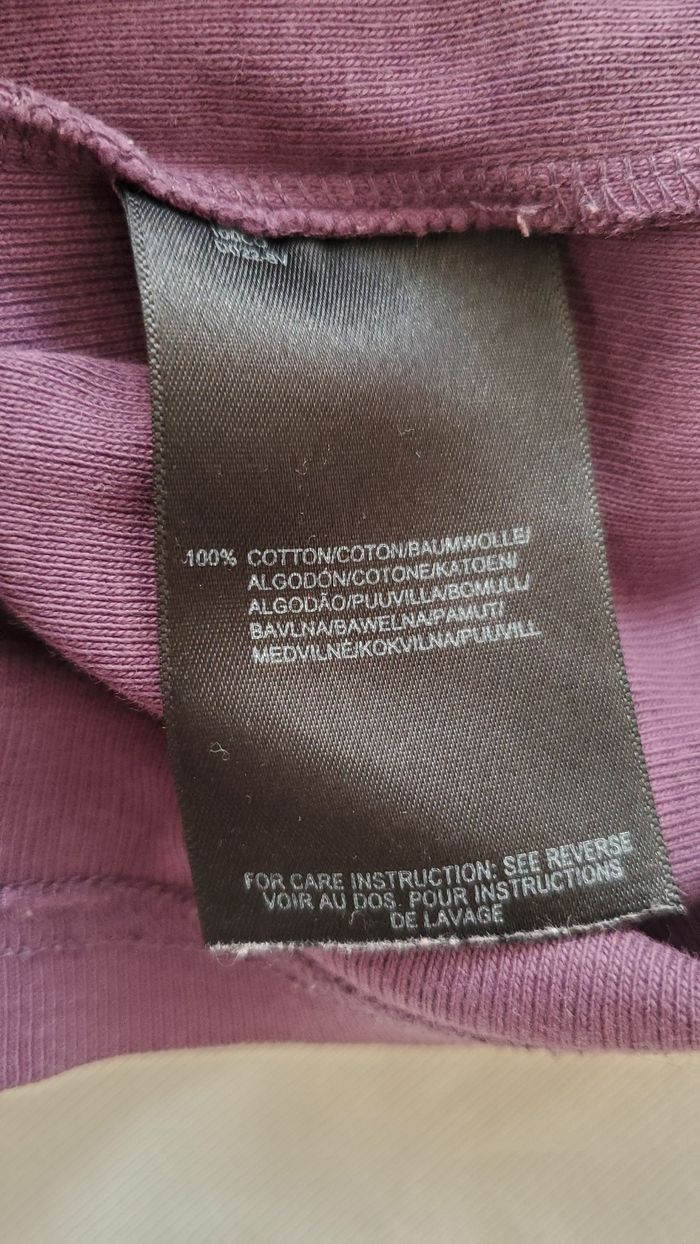 100% COTTON/COTON/BAUMWOLLE/
ALGODÓN/COTONE/KATOEN/
ALGODÃO/PUUVILLA/BOMULL/
BAVLNA/BAWELNA/PAMUT/
MEDVILNĖ/KOKVILNA/PUUVILL
FOR CARE INSTRUCTION: SEE REVERSE
VOIR AU DOS POUR INSTRUCTIONS
DE LAVAGE